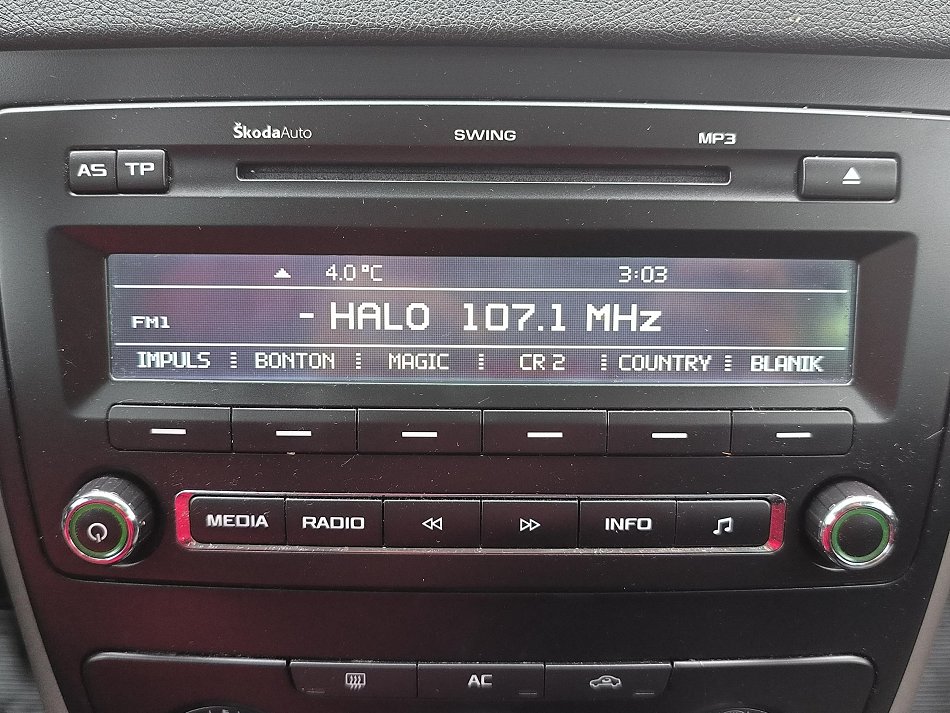 ŠkodaAuto SWING MP3
AS TP
4.0 °C 3:03
FM1 - HALO 107.1 MHz
IMPULS BONTON MAGIC CR 2 COUNTRY BLANIK
MEDIA RADIO INFO
AC